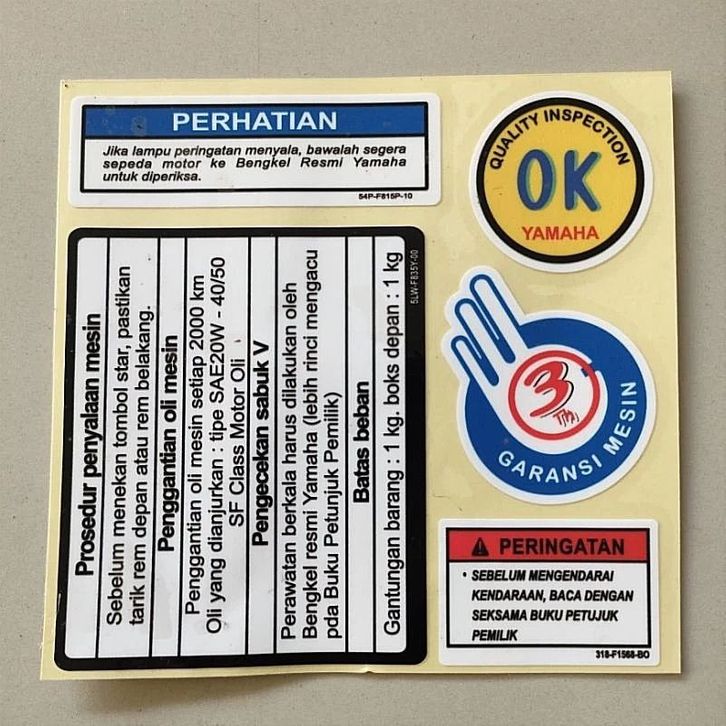 PERHATIAN
Jika lampu peringatan menyala, bawalah segera
sepeda motor ke Bengkel Resmi Yamaha
untuk diperiksa.
54P-F815P-10
QUALITY INSPECTION
OK
YAMAHA
Prosedur penyalaan mesin
Sebelum menekan tombol star, pastikan
tarik rem depan atau rem belakang.
Penggantian oli mesin
Penggantian oli mesin setiap 2000 km
Oli yang dianjurkan : tipe SAE20W - 40/50
SF Class Motor Oli
Pengecekan sabuk V
Perawatan berkala harus dilakukan oleh
Bengkel resmi Yamaha (lebih rinci mengacu
pda Buku Petunjuk Pemilik)
Batas beban
Gantungan barang : 1 kg. boks depan : 1 kg
5LW-F835Y-00
3
GARANSI MESIN
PERINGATAN
• SEBELUM MENGENDARAI
KENDARAAN, BACA DENGAN
SEKSAMA BUKU PETUJUK
PEMILIK
318-F1568-BO